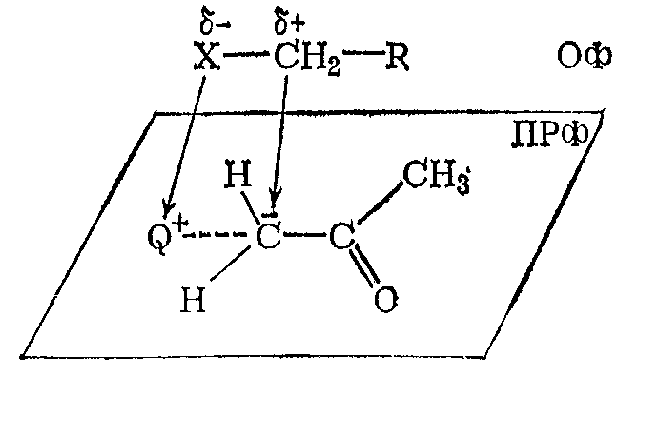 δ- δ+
X—CH₂—R ОФ
ПРФ
H CH₃
Q⁺---C̄—C
H O